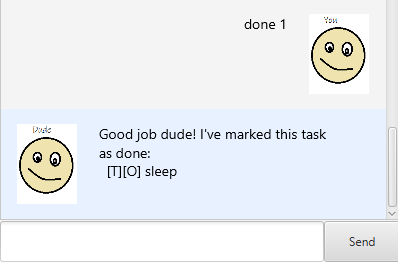 done 1
You
Dude
Good job dude! I've marked this task
as done:
[T][O] sleep
Send